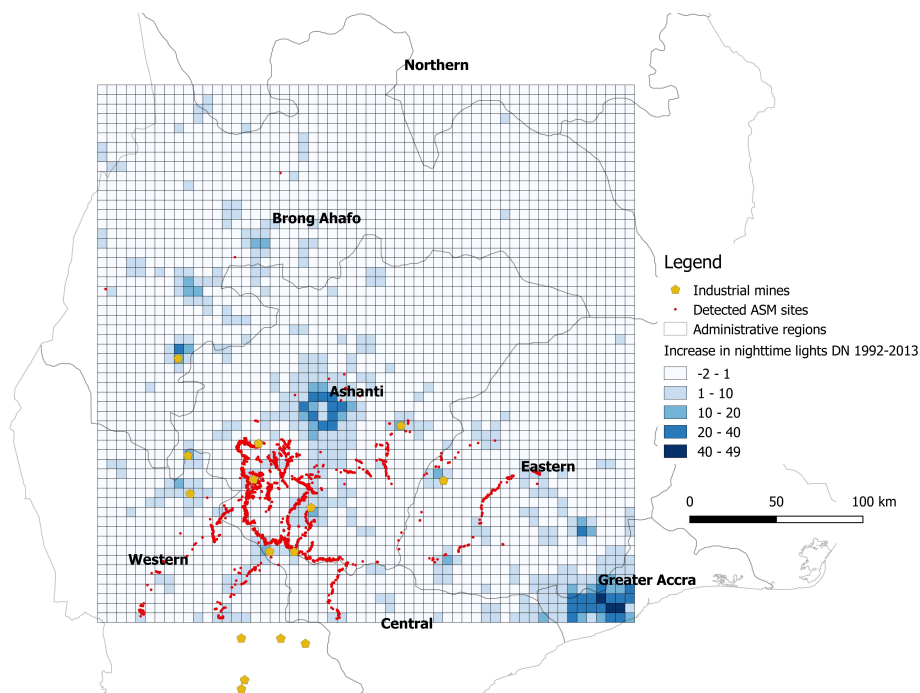 Northern
Brong Ahafo
Legend
Industrial mines
Detected ASM sites
Administrative regions
Increase in nighttime lights DN 1992-2013
-2 - 1
1 - 10
10 - 20
20 - 40
40 - 49
Ashanti
Eastern
0 50 100 km
Western
Greater Accra
Central